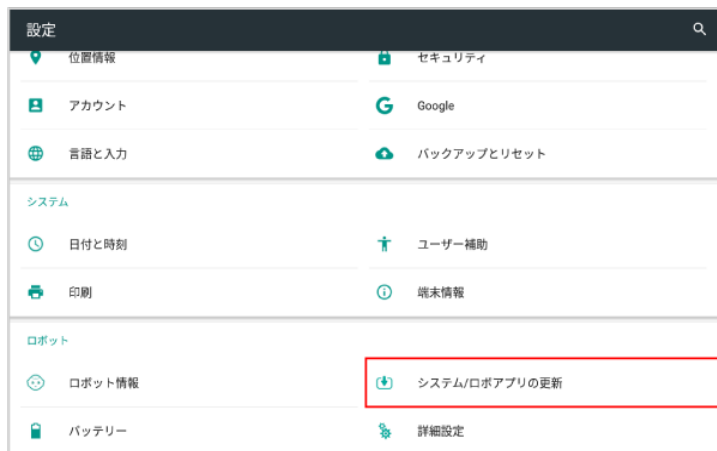 設定
位置情報
セキュリティ
アカウント
Google
言語と入力
バックアップとリセット
システム
日付と時刻
ユーザー補助
印刷
端末情報
ロボット
ロボット情報
システム/ロボアプリの更新
バッテリー
詳細設定